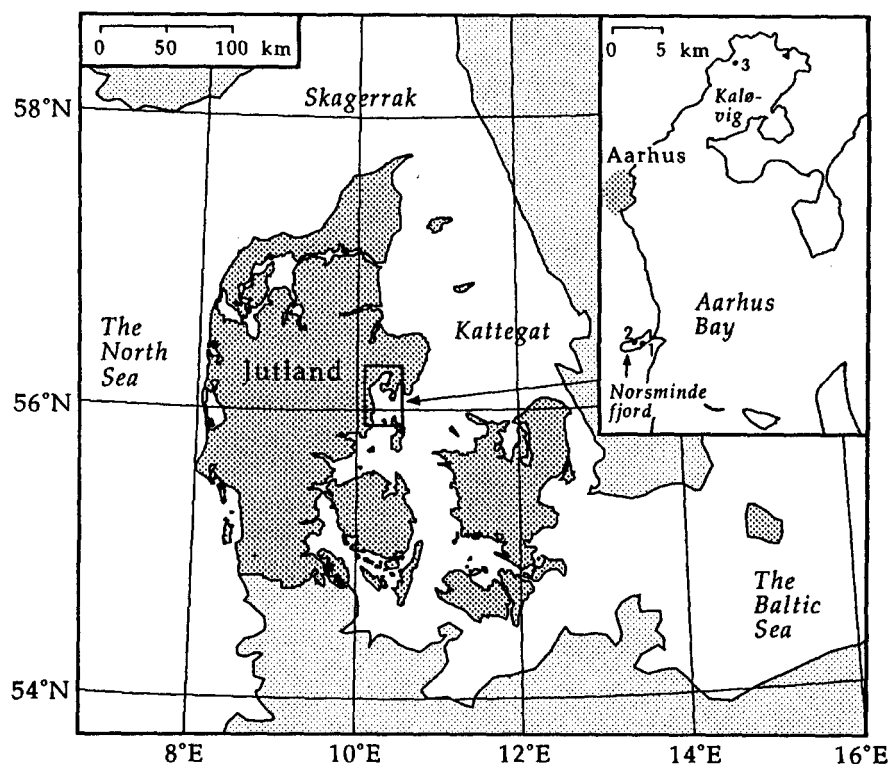 0 50 100 km
Skagerrak
58°N
The
North
Sea
Jutland
Kattegat
56°N
54°N
The
Baltic
Sea
8°E 10°E 12°E 14°E 16°E
0 5 km
3
Kalø-
vig
Aarhus
Aarhus
Bay
2
1
Norsminde
fjord